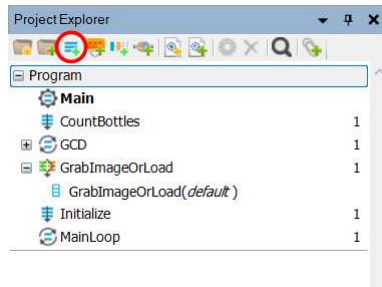 Project Explorer
Program
Main
CountBottles 1
GCD 1
GrabImageOrLoad 1
GrabImageOrLoad(default)
Initialize 1
MainLoop 1